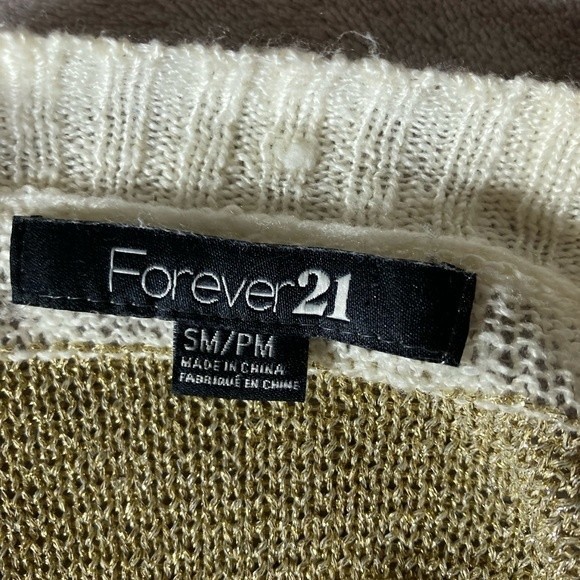 Forever21
SM/PM
MADE IN CHINA
FABRIQUÉ EN CHINE